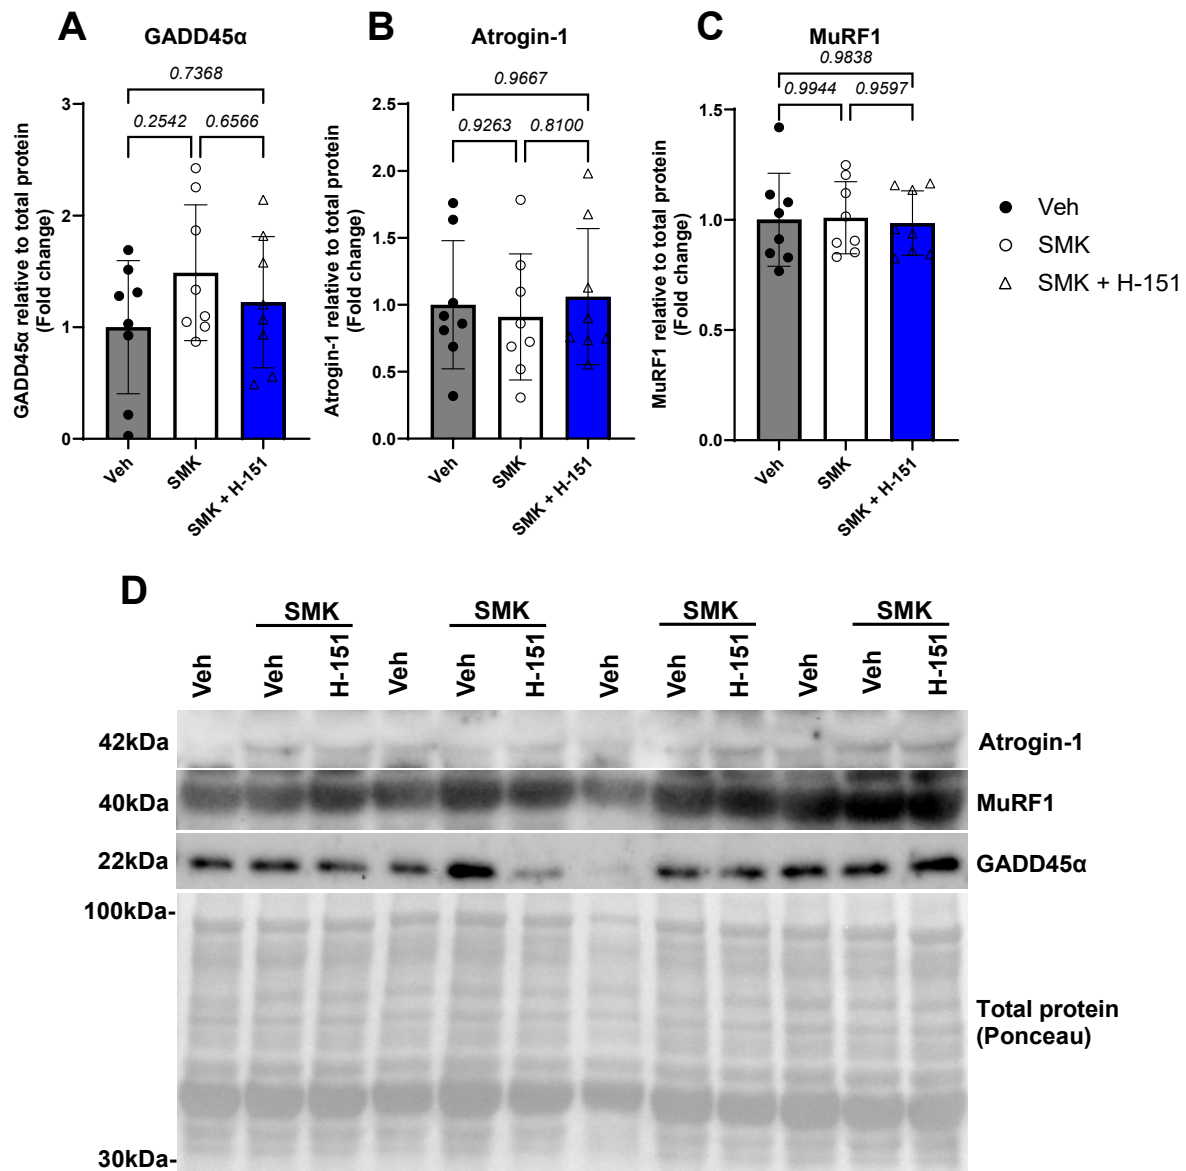 A
GADD45α
0.7368
0.2542
0.6566
GADD45α relative to total protein
(Fold change)
3
2
1
0
Veh
SMK
SMK + H-151
B
Atrogin-1
0.9667
0.9263
0.8100
Atrogin-1 relative to total protein
(Fold change)
2.5
2.0
1.5
1.0
0.5
0.0
Veh
SMK
SMK + H-151
C
MuRF1
0.9838
0.9944
0.9597
MuRF1 relative to total protein
(Fold change)
1.5
1.0
0.5
0.0
Veh
SMK
SMK + H-151
Veh
SMK
SMK + H-151
D
SMK
SMK
SMK
SMK
Veh
Veh
H-151
Veh
Veh
H-151
Veh
Veh
H-151
Veh
Veh
H-151
42kDa
Atrogin-1
40kDa
MuRF1
22kDa
GADD45α
100kDa-
Total protein
(Ponceau)
30kDa-